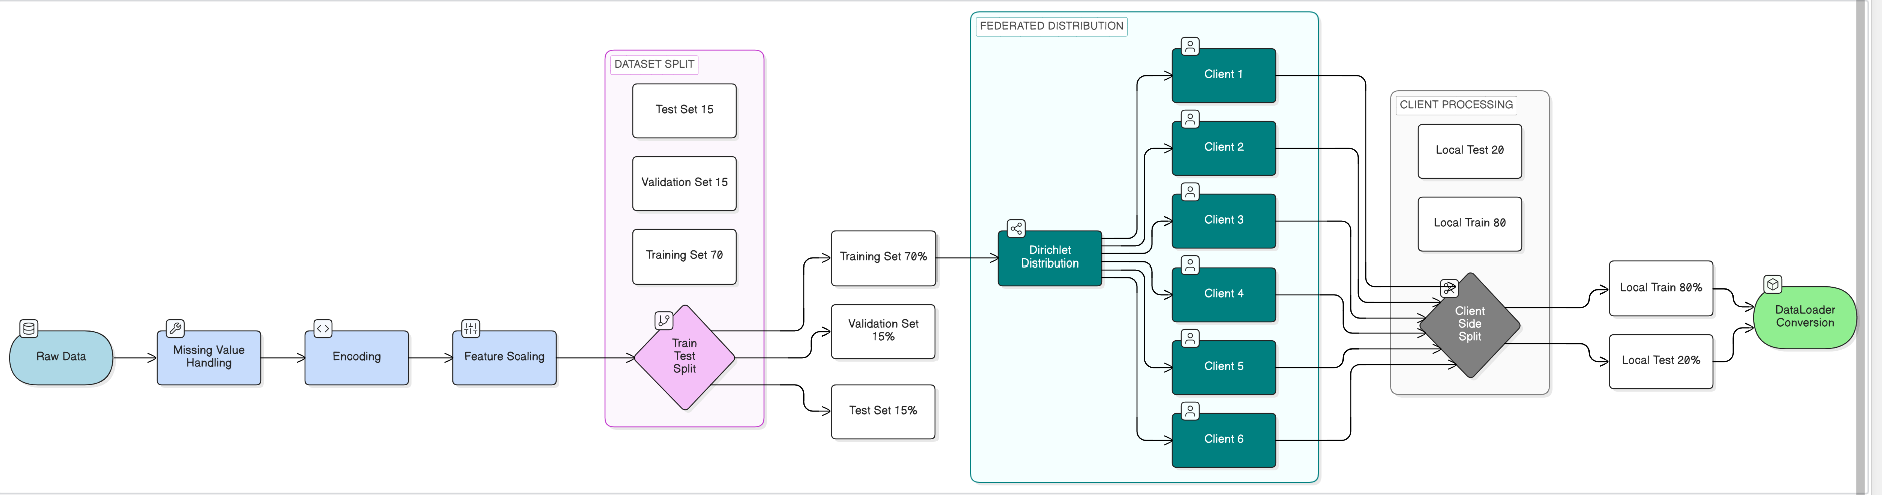 Raw Data
Missing Value
Handling
Encoding
Feature Scaling
DATASET SPLIT
Test Set 15
Validation Set 15
Training Set 70
Train
Test
Split
Training Set 70%
Validation Set
15%
Test Set 15%
FEDERATED DISTRIBUTION
Dirichlet
Distribution
Client 1
Client 2
Client 3
Client 4
Client 5
Client 6
CLIENT PROCESSING
Local Test 20
Local Train 80
Client
Side
Split
Local Train 80%
Local Test 20%
DataLoader
Conversion